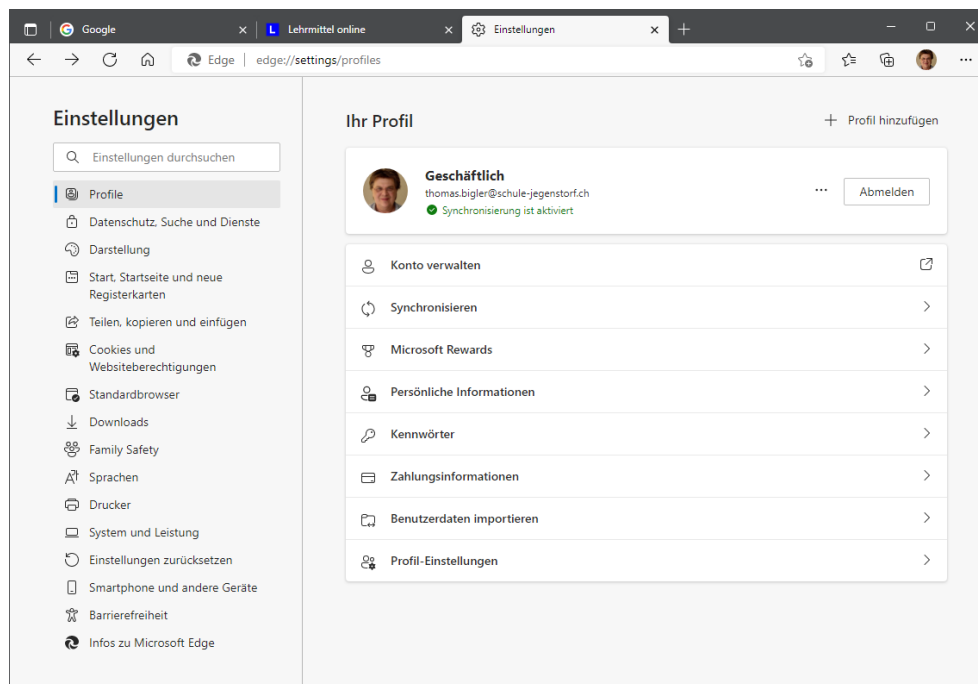 Google
L Lehrmittel online
Einstellungen
Edge edge://settings/profiles
Einstellungen
Einstellungen durchsuchen
Profile
Datenschutz, Suche und Dienste
Darstellung
Start, Startseite und neue
Registerkarten
Teilen, kopieren und einfügen
Cookies und
Websiteberechtigungen
Standardbrowser
Downloads
Family Safety
Sprachen
Drucker
System und Leistung
Einstellungen zurücksetzen
Smartphone und andere Geräte
Barrierefreiheit
Infos zu Microsoft Edge
Ihr Profil
Profil hinzufügen
Geschäftlich
thomas.bigler@schule-jegenstorf.ch
Synchronisierung ist aktiviert
Abmelden
Konto verwalten
Synchronisieren
Microsoft Rewards
Persönliche Informationen
Kennwörter
Zahlungsinformationen
Benutzerdaten importieren
Profil-Einstellungen